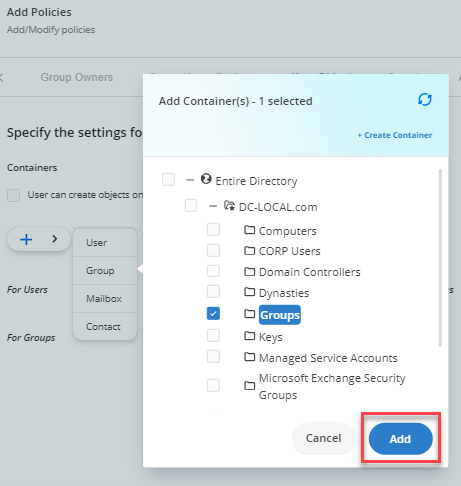 Add Policies
Add/Modify policies
Group Owners
Specify the settings fo
Containers
User can create objects on
User
Group
Mailbox
Contact
For Users
For Groups
Add Container(s) - 1 selected
+ Create Container
Entire Directory
DC-LOCAL.com
Computers
CORP Users
Domain Controllers
Dynasties
Groups
Keys
Managed Service Accounts
Microsoft Exchange Security
Groups
Cancel
Add